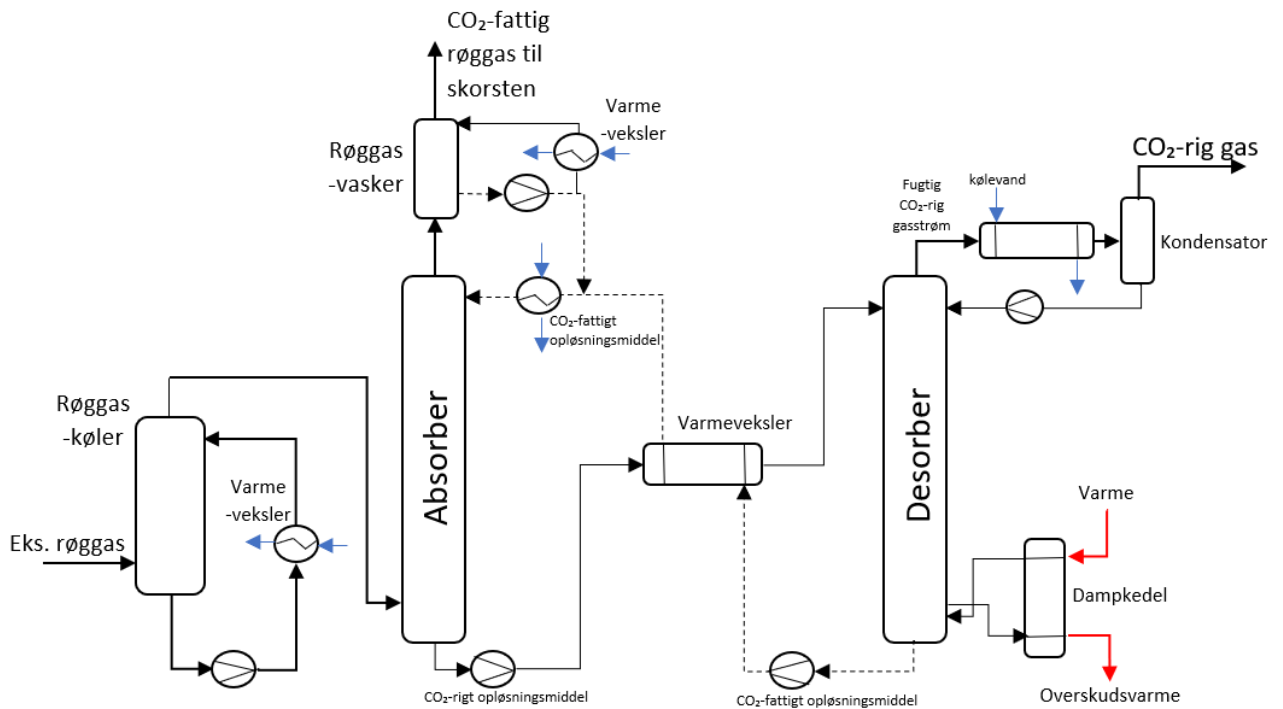 CO₂-fattig
røggas til
skorsten
Varme
-veksler
Røggas
-vasker
CO₂-rig gas
Fugtig
CO₂-rig
gasstrøm
kølevand
Kondensator
CO₂-fattigt
opløsningsmiddel
Røggas
-køler
Absorber
Varmeveksler
Desorber
Varme
-veksler
Varme
Eks. røggas
Dampkedel
CO₂-rigt opløsningsmiddel
CO₂-fattigt opløsningsmiddel
Overskudsvarme